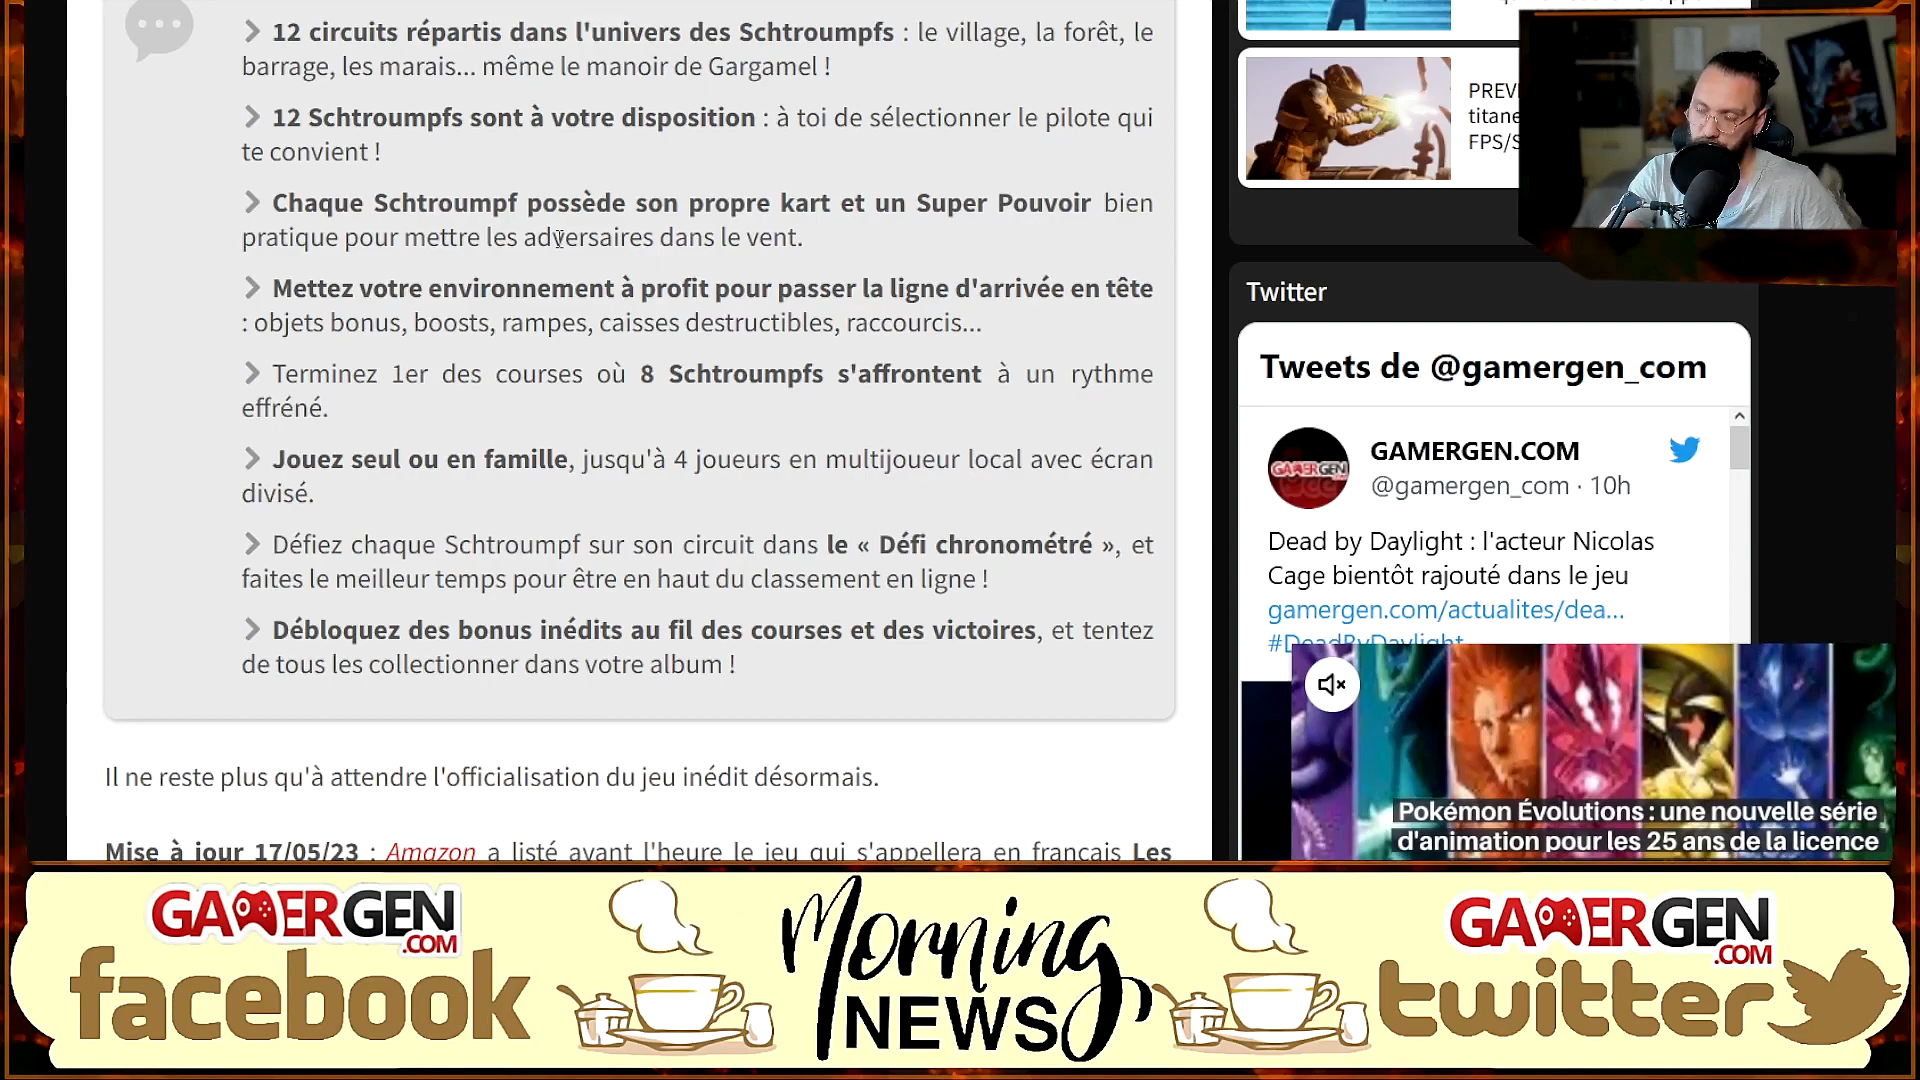 12 circuits répartis dans l'univers des Schtroumpfs : le village, la forêt, le
barrage, les marais... même le manoir de Gargamel !
12 Schtroumpfs sont à votre disposition : à toi de sélectionner le pilote qui
te convient !
Chaque Schtroumpf possède son propre kart et un Super Pouvoir bien
pratique pour mettre les adversaires dans le vent.
Mettez votre environnement à profit pour passer la ligne d'arrivée en tête
: objets bonus, boosts, rampes, caisses destructibles, raccourcis...
Terminez 1er des courses où 8 Schtroumpfs s'affrontent à un rythme
effréné.
Jouez seul ou en famille, jusqu'à 4 joueurs en multijoueur local avec écran
divisé.
Défiez chaque Schtroumpf sur son circuit dans le « Défi chronométré », et
faites le meilleur temps pour être en haut du classement en ligne !
Débloquez des bonus inédits au fil des courses et des victoires, et tentez
de tous les collectionner dans votre album !
Il ne reste plus qu'à attendre l'officialisation du jeu inédit désormais.
Mise à jour 17/05/23 : Amazon a listé avant l'heure le jeu qui s'appellera en français Les
titane
FPS/S
Twitter
Tweets de @gamergen_com
GAMERGEN.COM
@gamergen_com · 10h
Dead by Daylight : l'acteur Nicolas
Cage bientôt rajouté dans le jeu
gamergen.com/actualites/dea...
#DeadByDaylight
Pokémon Évolutions : une nouvelle série
d'animation pour les 25 ans de la licence
GAMERGEN
.COM
facebook
Morning
NEWS
GAMERGEN
.COM
twitter